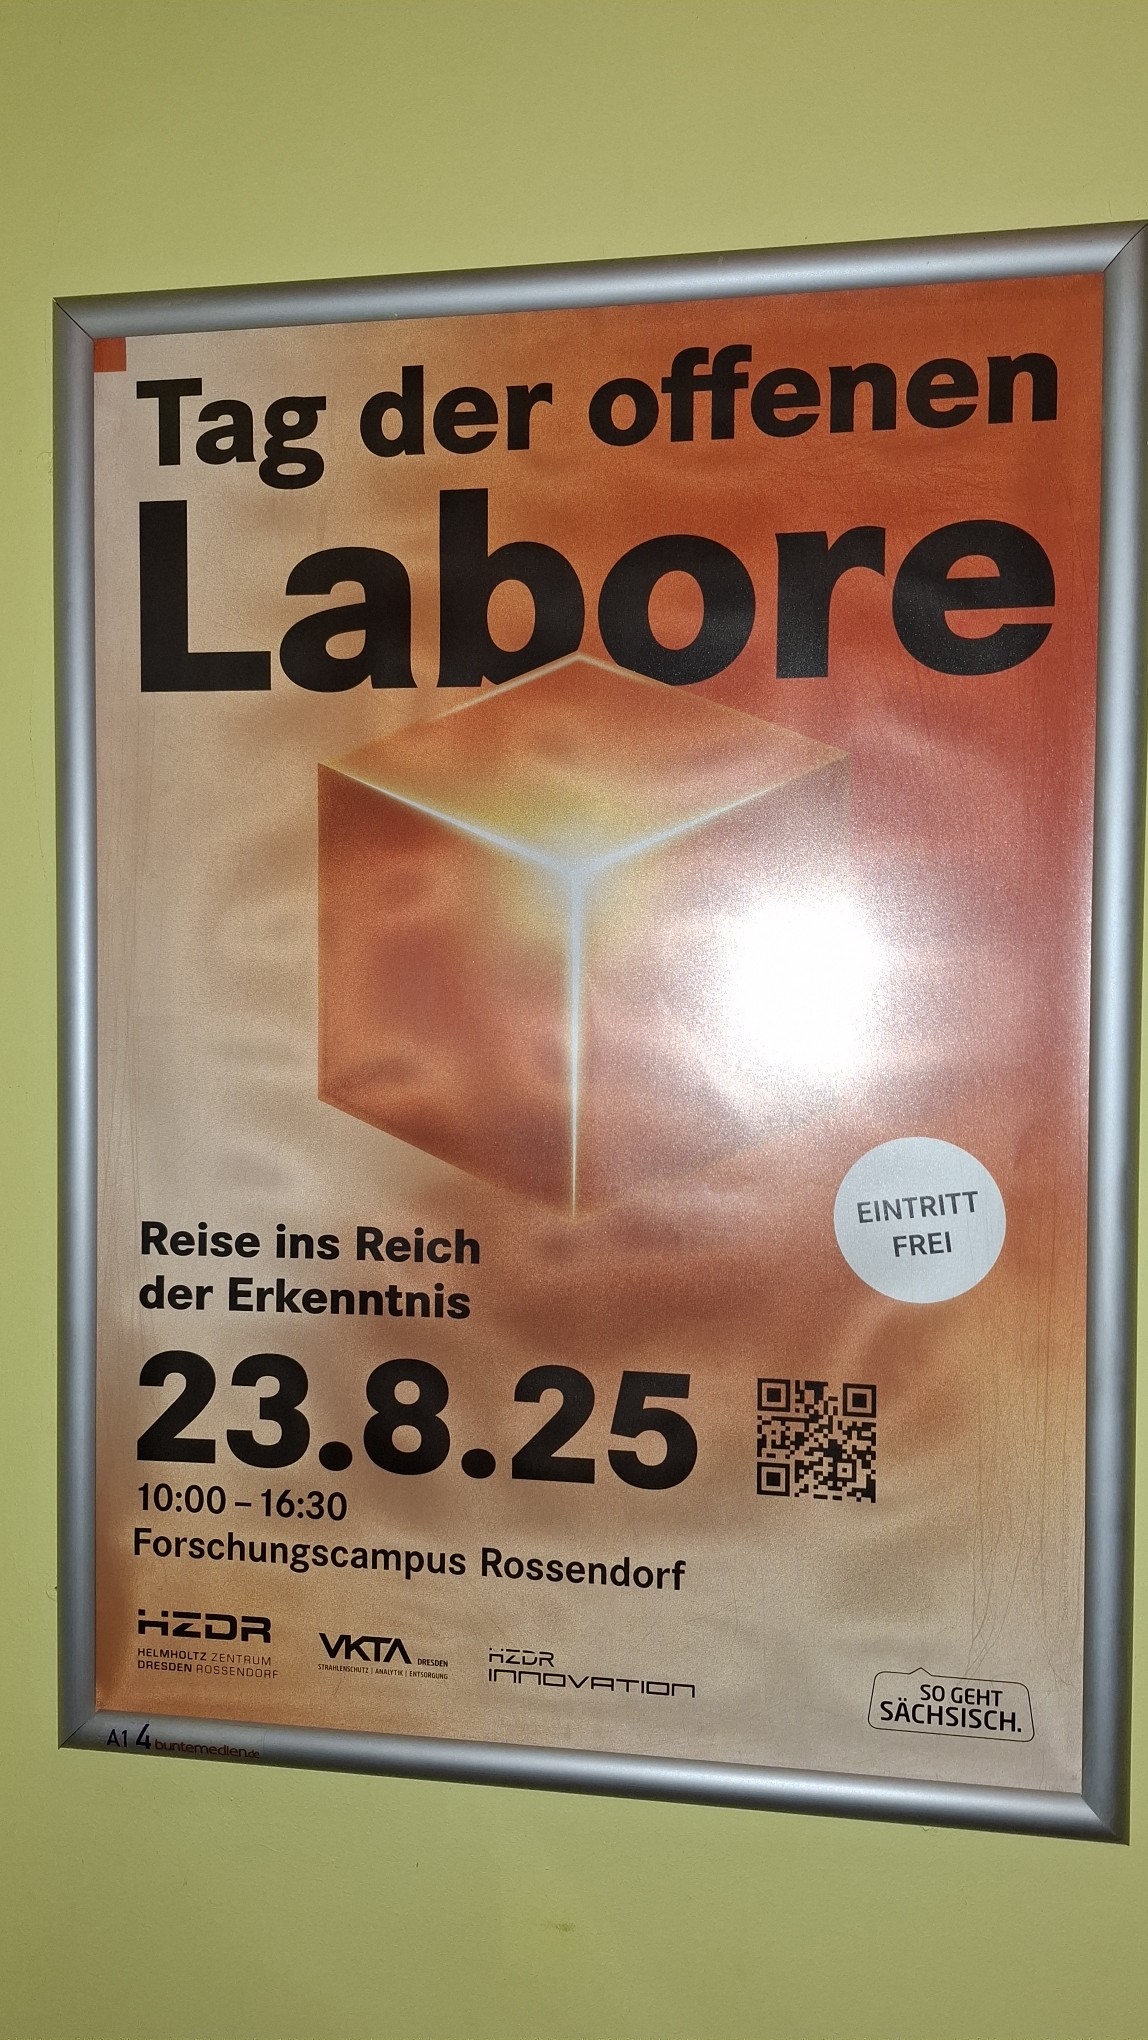 Tag der offenen
Labore
EINTRITT
FREI
Reise ins Reich
der Erkenntnis
23.8.25
10:00 – 16:30
Forschungscampus Rossendorf
HZDR
HELMHOLTZ ZENTRUM
DRESDEN ROSSENDORF
VKTA DRESDEN
STRAHLENSCHUTZ | ANALYTIK | ENTSORGUNG
HZDR
INNOVATION
SO GEHT
SÄCHSISCH.
A1 4 buntemedien.de